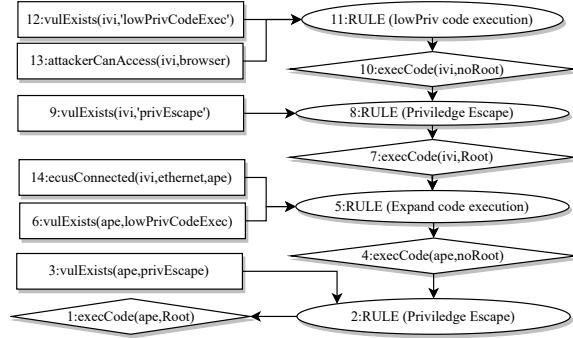 12:vulExists(ivi,'lowPrivCodeExec')
11:RULE (lowPriv code execution)
13:attackerCanAccess(ivi,browser)
10:execCode(ivi,noRoot)
9:vulExists(ivi,'privEscape')
8:RULE (Priviledge Escape)
7:execCode(ivi,Root)
14:ecusConnected(ivi,ethernet,ape)
5:RULE (Expand code execution)
6:vulExists(ape,lowPrivCodeExec)
4:execCode(ape,noRoot)
3:vulExists(ape,privEscape)
1:execCode(ape,Root)
2:RULE (Priviledge Escape)